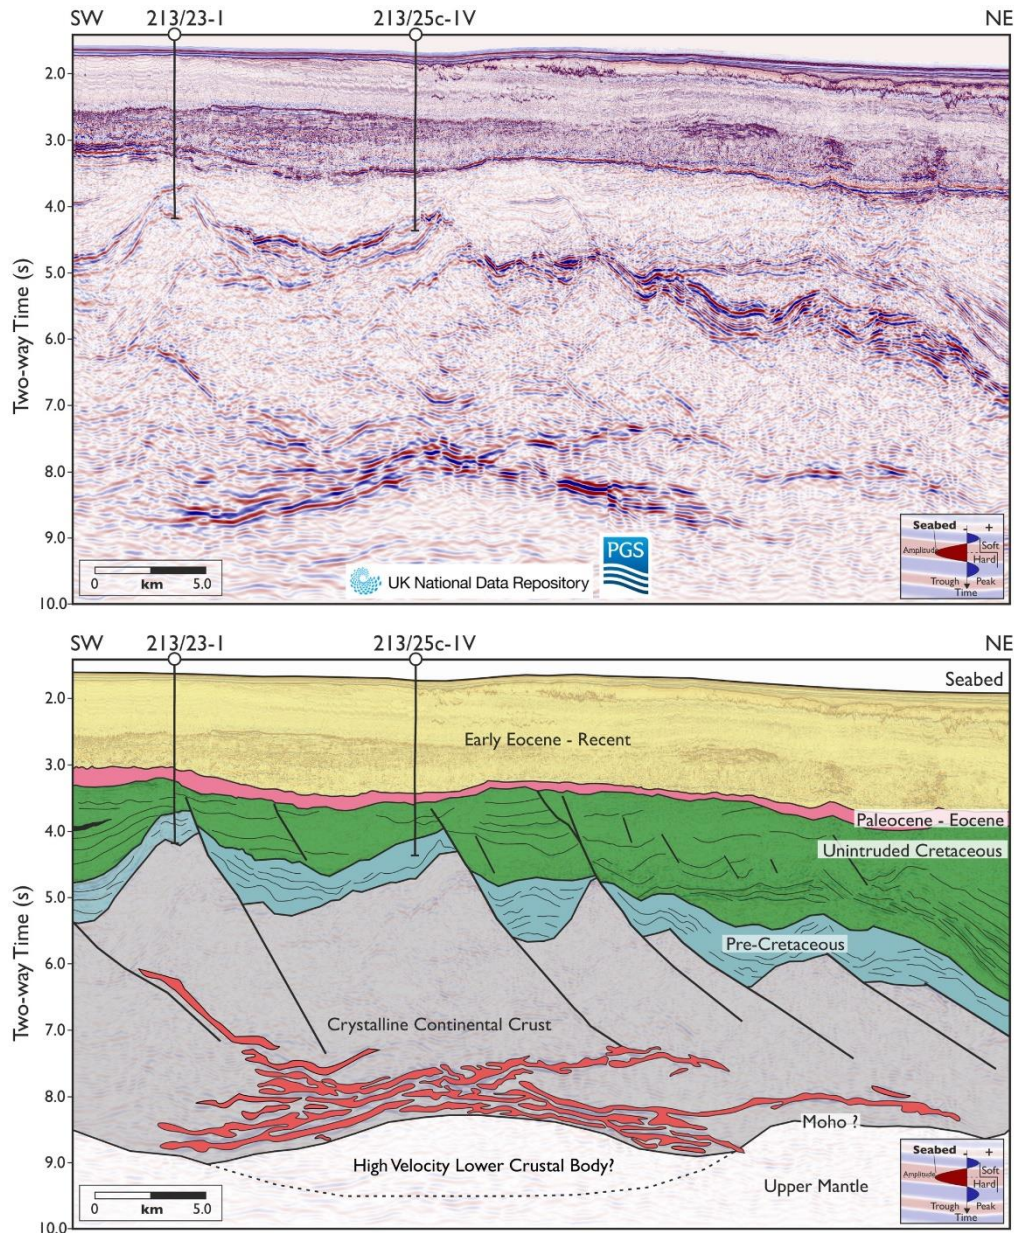 SW 213/23-1 213/25c-1V NE
2.0
3.0
4.0
5.0
6.0
7.0
8.0
9.0
10.0
Two-way Time (s)
0 km 5.0
UK National Data Repository
PGS
Seabed - +
Amplitude Soft
Hard
Trough Peak
Time
SW 213/23-1 213/25c-1V NE
Seabed
2.0
3.0
4.0
5.0
6.0
7.0
8.0
9.0
10.0
Two-way Time (s)
Early Eocene - Recent
Paleocene - Eocene
Unintruded Cretaceous
Pre-Cretaceous
Crystalline Continental Crust
Moho ?
High Velocity Lower Crustal Body?
Upper Mantle
0 km 5.0
Seabed - +
Amplitude Soft
Hard
Trough Peak
Time